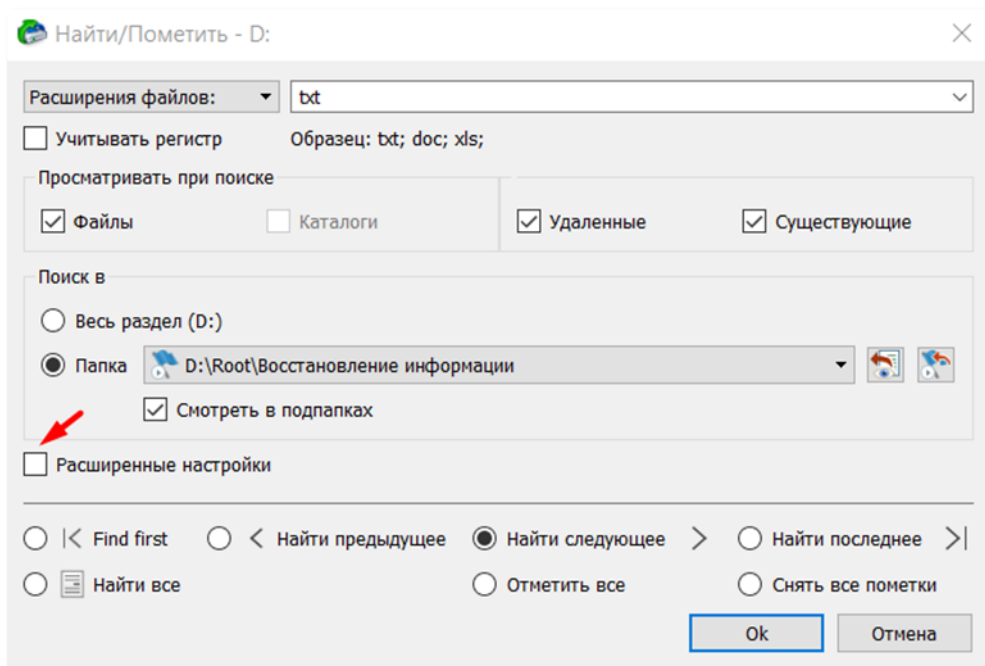 Найти/Пометить - D:
Расширения файлов: txt
Учитывать регистр Образец: txt; doc; xls;
Просматривать при поиске
Файлы Каталоги Удаленные Существующие
Поиск в
Весь раздел (D:)
Папка D:\Root\Восстановление информации
Смотреть в подпапках
Расширенные настройки
Find first Найти предыдущее Найти следующее Найти последнее
Найти все Отметить все Снять все пометки
Ok Отмена